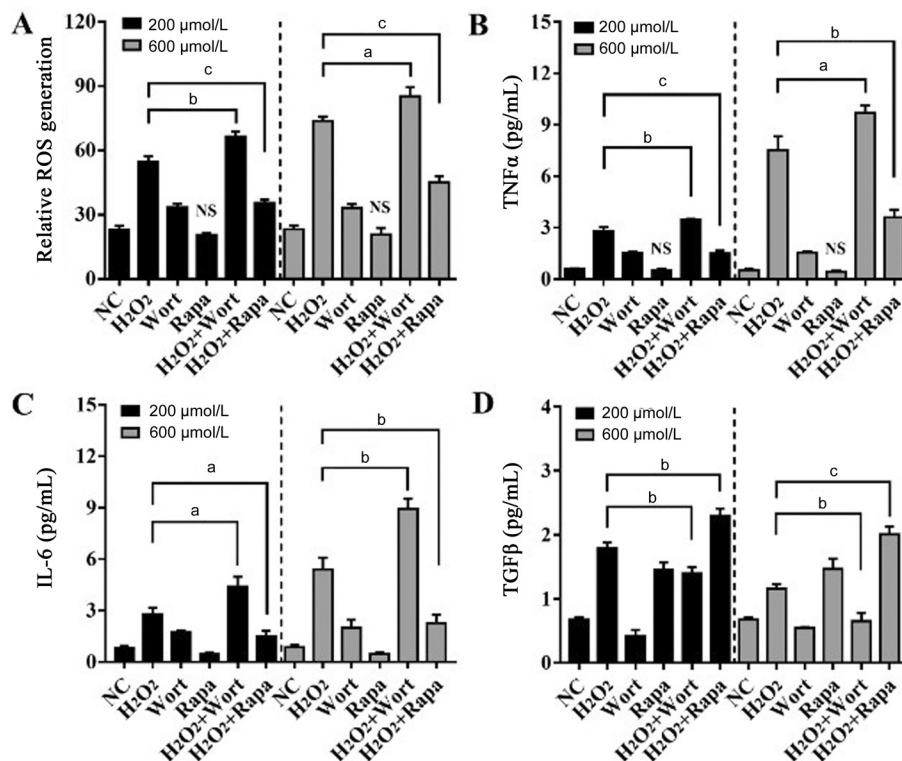 A
Relative ROS generation
120
90
60
30
0
200 µmol/L
600 µmol/L
c
b
NS
c
a
NS
NC
H₂O₂
Wort
Rapa
H₂O₂+Wort
H₂O₂+Rapa
NC
H₂O₂
Wort
Rapa
H₂O₂+Wort
H₂O₂+Rapa
B
TNFα (pg/mL)
15
12
9
6
3
0
200 µmol/L
600 µmol/L
c
b
NS
b
a
NS
NC
H₂O₂
Wort
Rapa
H₂O₂+Wort
H₂O₂+Rapa
NC
H₂O₂
Wort
Rapa
H₂O₂+Wort
H₂O₂+Rapa
C
IL-6 (pg/mL)
15
12
9
6
3
0
200 µmol/L
600 µmol/L
a
a
b
b
NC
H₂O₂
Wort
Rapa
H₂O₂+Wort
H₂O₂+Rapa
NC
H₂O₂
Wort
Rapa
H₂O₂+Wort
H₂O₂+Rapa
D
TGFβ (pg/mL)
4
3
2
1
0
200 µmol/L
600 µmol/L
b
b
c
b
NC
H₂O₂
Wort
Rapa
H₂O₂+Wort
H₂O₂+Rapa
NC
H₂O₂
Wort
Rapa
H₂O₂+Wort
H₂O₂+Rapa